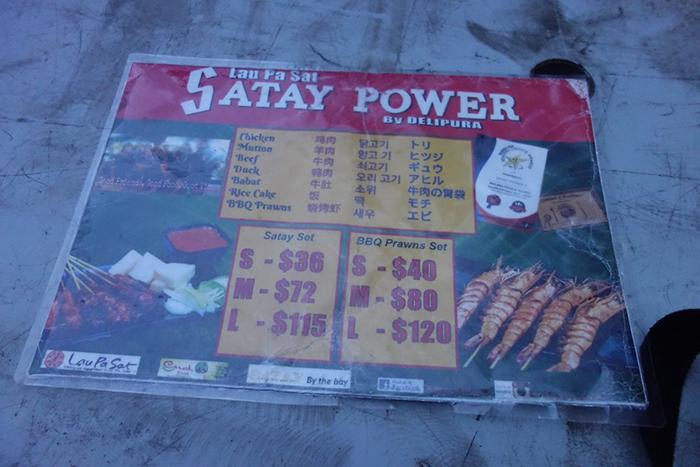 Lau Pa Sat
SATAY POWER
By DELIPURA
Chicken 鸡肉 닭고기 トリ
Mutton 羊肉 양고기 ヒツジ
Beef 牛肉 쇠고기 ギュウ
Duck 鸭肉 오리 고기 アヒル
Babat 牛肚 소위 牛肉の胃袋
Rice Cake 饭 떡 モチ
BBQ Prawns 烧烤虾 새우 エビ
Satay Set
S - $36
M - $72
L - $115
BBQ Prawns Set
S - $40
M - $80
L - $120
Lau Pa Sat
By the bay